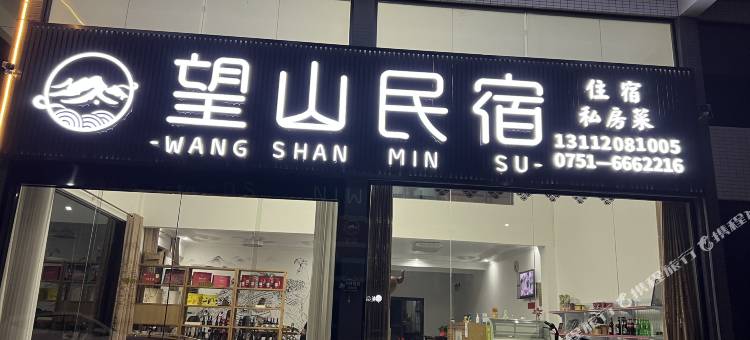 望山民宿
-WANG SHAN MIN SU-
住宿
私房菜
13112081005
0751-6662216
携程旅行